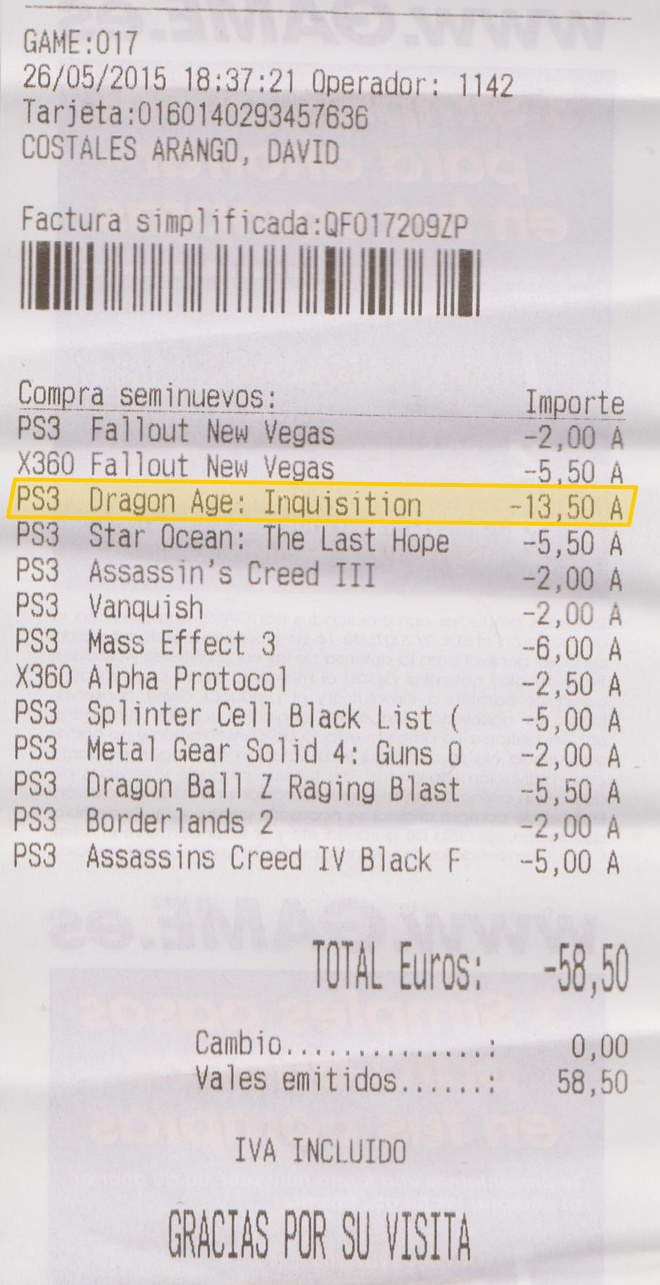 www.GAME.es
GAME:017
26/05/2015 18:37:21 Operador: 1142
Tarjeta:0160140293457636
COSTALES ARANGO, DAVID
Factura simplificada:QF017209ZP
Compra seminuevos: Importe
PS3 Fallout New Vegas -2,00 A
X360 Fallout New Vegas -5,50 A
PS3 Dragon Age: Inquisition -13,50 A
PS3 Star Ocean: The Last Hope -5,50 A
PS3 Assassin's Creed III -2,00 A
PS3 Vanquish -2,00 A
PS3 Mass Effect 3 -6,00 A
X360 Alpha Protocol -2,50 A
PS3 Splinter Cell Black List ( -5,00 A
PS3 Metal Gear Solid 4: Guns O -2,00 A
PS3 Dragon Ball Z Raging Blast -5,50 A
PS3 Borderlands 2 -2,00 A
PS3 Assassins Creed IV Black F -5,00 A
www.GAME.es
TOTAL Euros: -58,50
Cambio...............: 0,00
Vales emitidos.......: 58,50
IVA INCLUIDO
GRACIAS POR SU VISITA